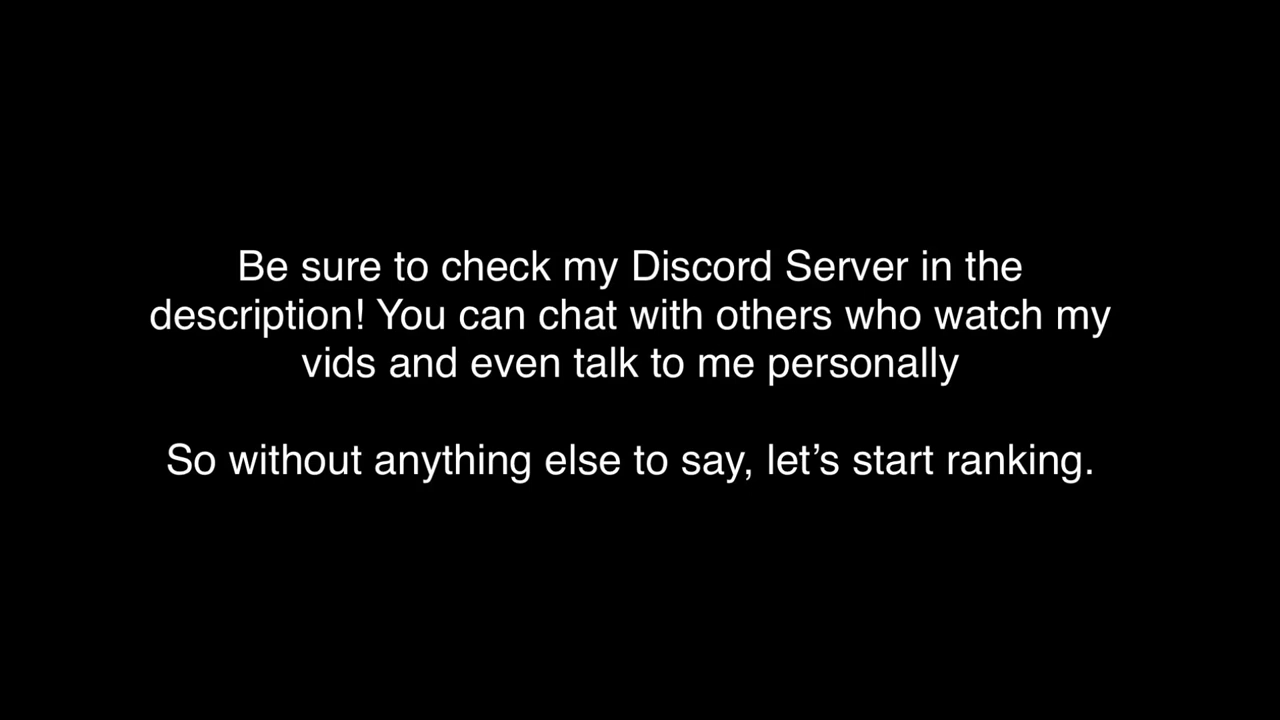 Be sure to check my Discord Server in the
description! You can chat with others who watch my
vids and even talk to me personally
So without anything else to say, let’s start ranking.